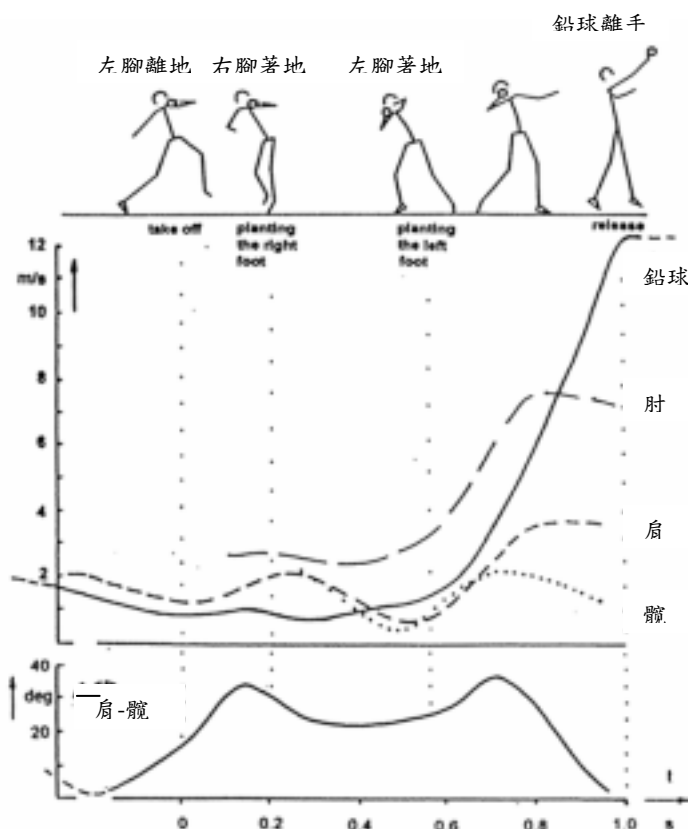 鉛球離手
左腳離地 右腳著地 左腳著地
take off
planting
the right
foot
planting
the left
foot
release
12
m/s
10
8
6
4
2
鉛球
肘
肩
髖
40
deg
20
肩-髖
0 0.2 0.4 0.6 0.8 1.0
t
s